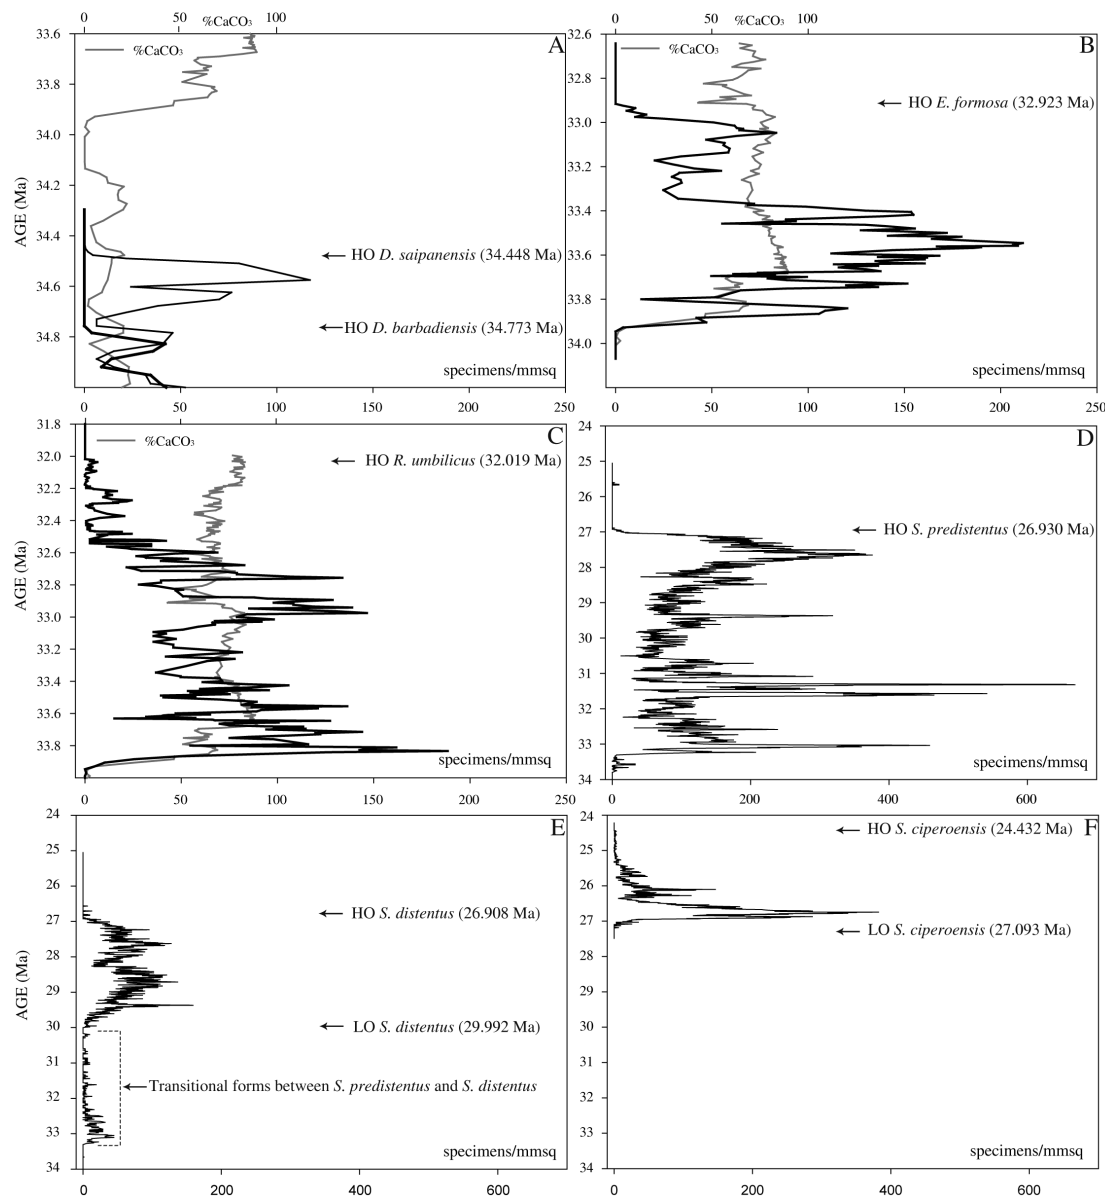 0 50 %CaCO3 100
0 50 %CaCO3 100
33.6
34.0
34.2
34.4
34.6
34.8
AGE (Ma)
%CaCO3
A
HO D. saipanensis (34.448 Ma)
HO D. barbadiensis (34.773 Ma)
specimens/mmsq
0 50 100 150 200 250
32.6
32.8
33.0
33.2
33.4
33.6
33.8
34.0
%CaCO3
B
HO E. formosa (32.923 Ma)
specimens/mmsq
0 50 100 150 200 250
31.8
32.0
32.2
32.4
32.6
32.8
33.0
33.2
33.4
33.6
33.8
AGE (Ma)
%CaCO3
C
HO R. umbilicus (32.019 Ma)
specimens/mmsq
0 50 100 150 200 250
24
25
26
27
28
29
30
31
32
33
34
D
HO S. predistentus (26.930 Ma)
specimens/mmsq
0 200 400 600
24
25
26
27
28
29
30
31
32
33
34
AGE (Ma)
E
HO S. distentus (26.908 Ma)
LO S. distentus (29.992 Ma)
Transitional forms between S. predistentus and S. distentus
specimens/mmsq
0 200 400 600
24
25
26
27
28
29
30
31
32
33
34
HO S. ciperoensis (24.432 Ma) F
LO S. ciperoensis (27.093 Ma)
specimens/mmsq
0 200 400 600